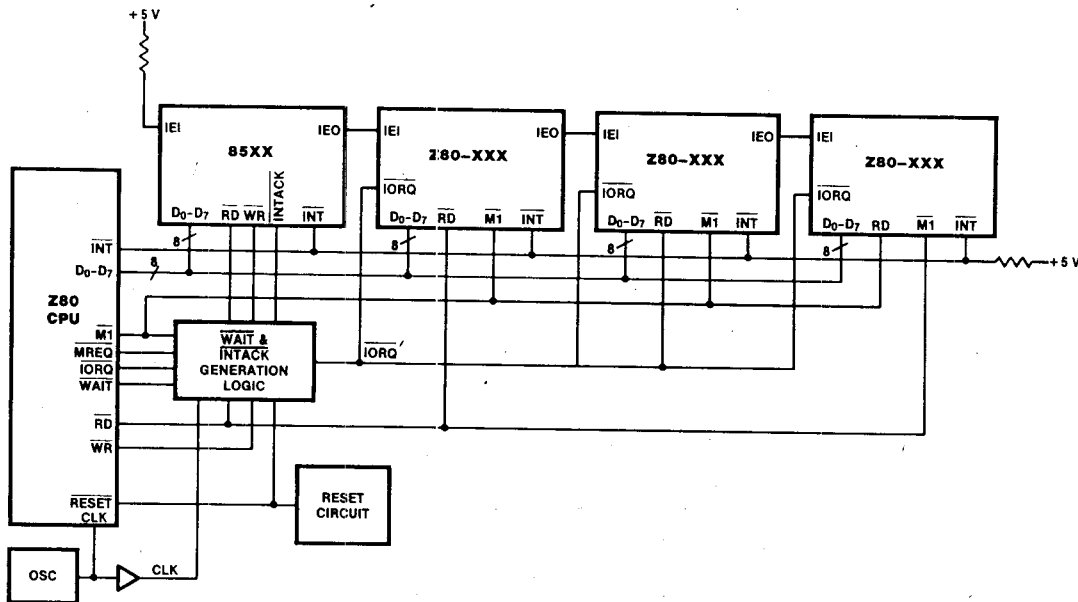 +5 V
IEI
IEO
85XX
D0-D7
RD
WR
INTACK
INT
8
IEI
IEO
Z80-XXX
IORQ
D0-D7
RD
M1
INT
8
IEI
IEO
Z80-XXX
IORQ
D0-D7
RD
M1
INT
8
IEI
Z80-XXX
IORQ
D0-D7
RD
M1
INT
8
+5 V
Z80
CPU
INT
D0-D7
8
M1
MREQ
IORQ
WAIT
RD
WR
RESET
CLK
WAIT &
INTACK
GENERATION
LOGIC
IORQ'
RESET
CIRCUIT
OSC
CLK